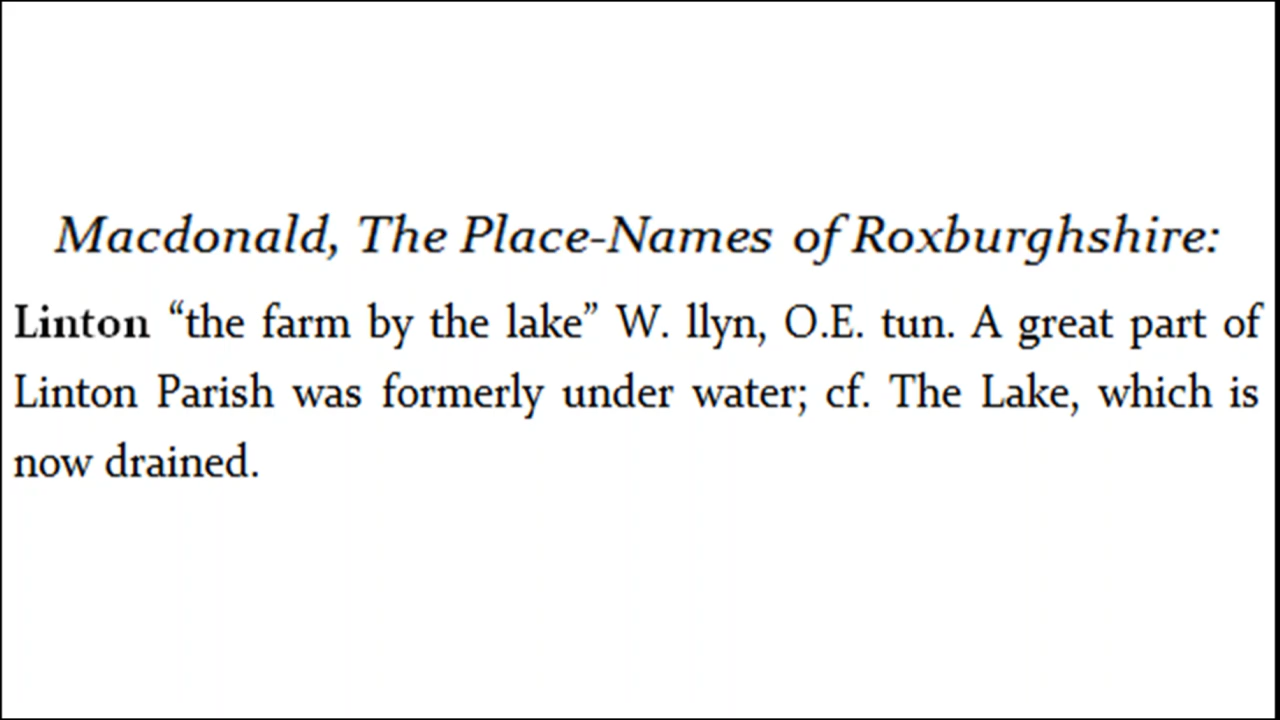 Macdonald, The Place-Names of Roxburghshire:
Linton “the farm by the lake” W. llyn, O.E. tun. A great part of
Linton Parish was formerly under water; cf. The Lake, which is
now drained.